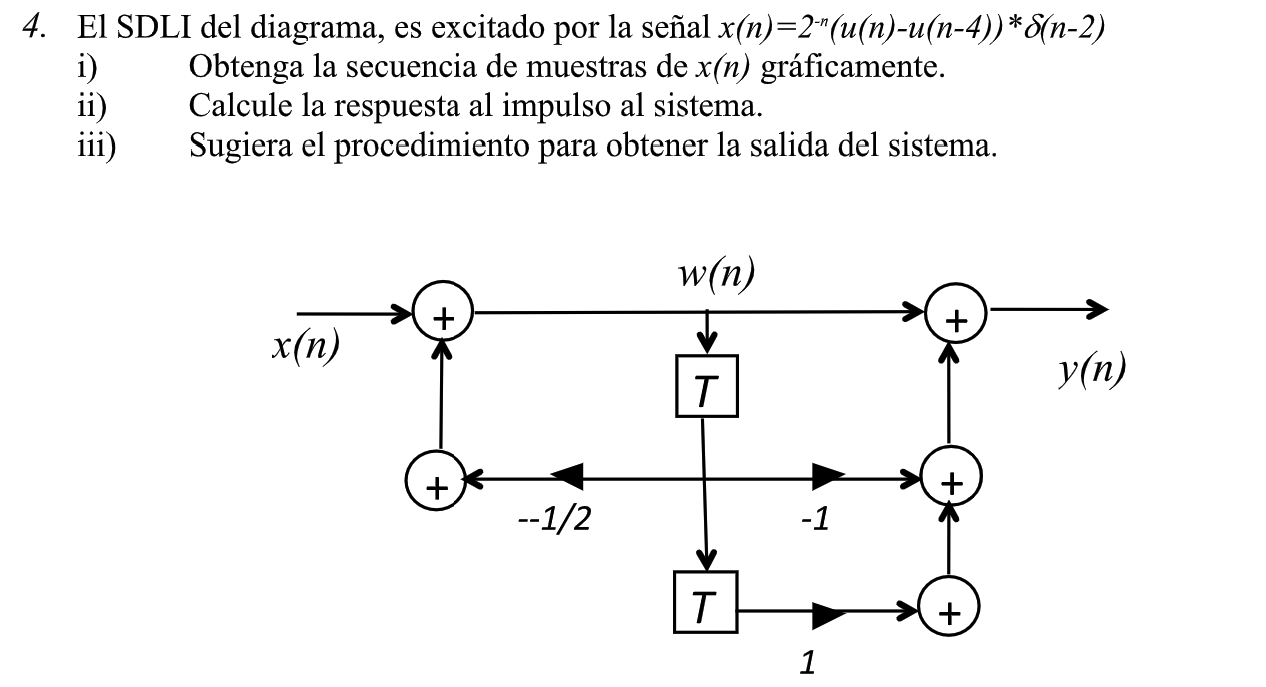 4. El SDLI del diagrama, es excitado por la señal x(n)=2⁻ⁿ(u(n)-u(n-4))*δ(n-2)
i) Obtenga la secuencia de muestras de x(n) gráficamente.
ii) Calcule la respuesta al impulso al sistema.
iii) Sugiera el procedimiento para obtener la salida del sistema.
w(n)
+ +
x(n)
y(n)
T
+ +
--1/2 -1
T +
1